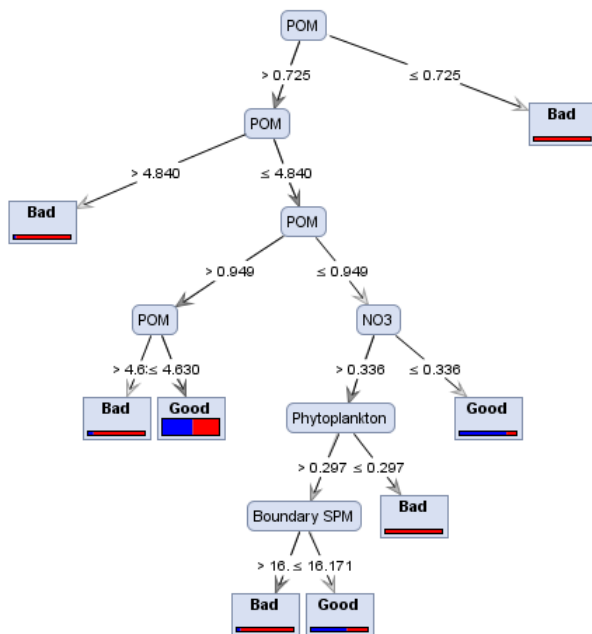 POM
> 0.725 ≤ 0.725
POM Bad
> 4.840 ≤ 4.840
Bad POM
> 0.949 ≤ 0.949
POM NO3
> 4.6 ≤ 4.630 > 0.336 ≤ 0.336
Bad Good Phytoplankton Good
> 0.297 ≤ 0.297
Boundary SPM Bad
> 16. ≤ 16.171
Bad Good